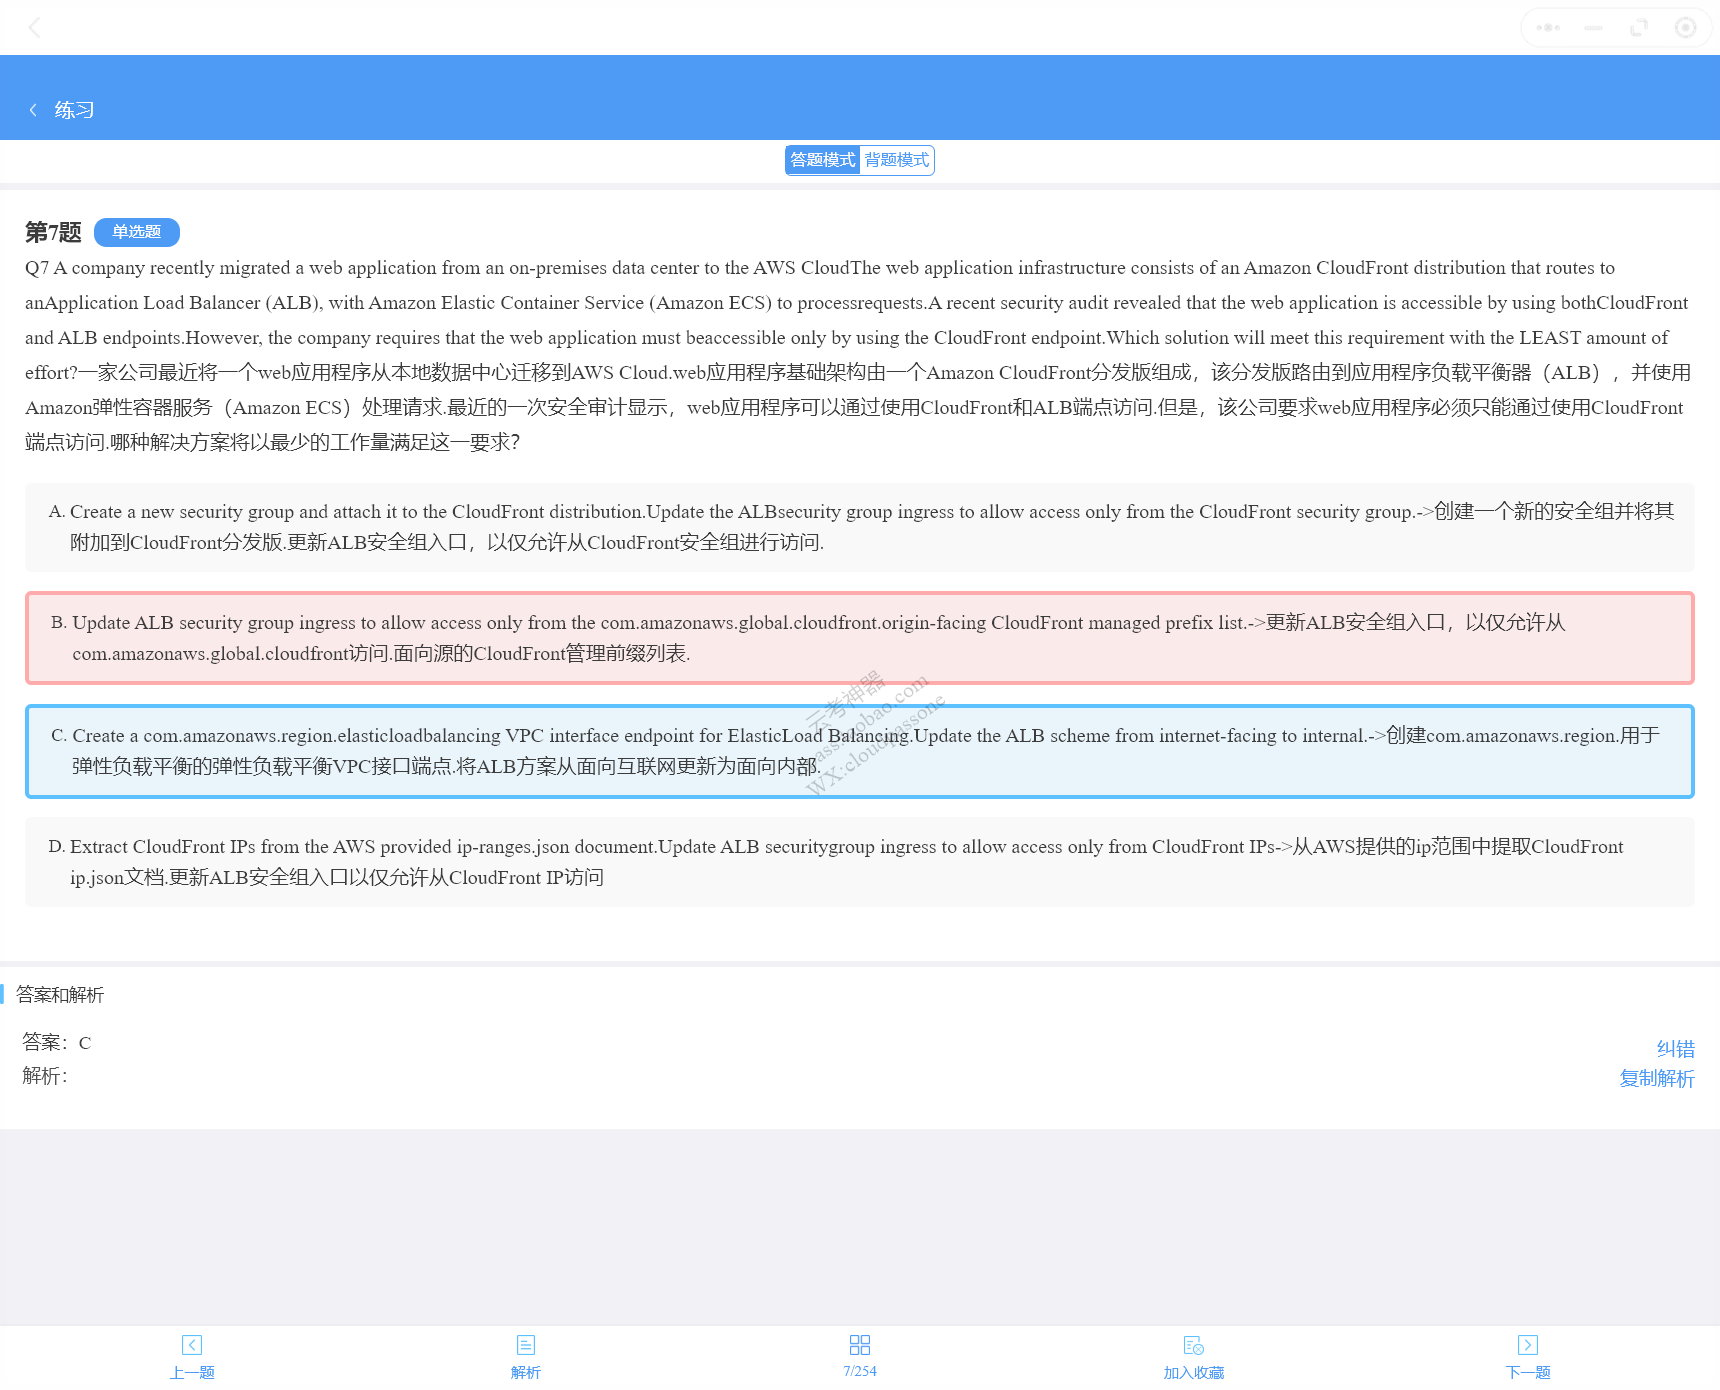 练习
答题模式 背题模式
第7题 单选题
Q7 A company recently migrated a web application from an on-premises data center to the AWS CloudThe web application infrastructure consists of an Amazon CloudFront distribution that routes to
anApplication Load Balancer (ALB), with Amazon Elastic Container Service (Amazon ECS) to processrequests.A recent security audit revealed that the web application is accessible by using bothCloudFront
and ALB endpoints.However, the company requires that the web application must beaccessible only by using the CloudFront endpoint.Which solution will meet this requirement with the LEAST amount of
effort?一家公司最近将一个web应用程序从本地数据中心迁移到AWS Cloud.web应用程序基础架构由一个Amazon CloudFront分发版组成，该分发版路由到应用程序负载平衡器（ALB），并使用
Amazon弹性容器服务（Amazon ECS）处理请求.最近的一次安全审计显示，web应用程序可以通过使用CloudFront和ALB端点访问.但是，该公司要求web应用程序必须只能通过使用CloudFront
端点访问.哪种解决方案将以最少的工作量满足这一要求？
A. Create a new security group and attach it to the CloudFront distribution.Update the ALBsecurity group ingress to allow access only from the CloudFront security group.->创建一个新的安全组并将其
附加到CloudFront分发版.更新ALB安全组入口，以仅允许从CloudFront安全组进行访问.
B. Update ALB security group ingress to allow access only from the com.amazonaws.global.cloudfront.origin-facing CloudFront managed prefix list.->更新ALB安全组入口，以仅允许从
com.amazonaws.global.cloudfront访问.面向源的CloudFront管理前缀列表.
C. Create a com.amazonaws.region.elasticloadbalancing VPC interface endpoint for ElasticLoad Balancing.Update the ALB scheme from internet-facing to internal.->创建com.amazonaws.region.用于
弹性负载平衡的弹性负载平衡VPC接口端点.将ALB方案从面向互联网更新为面向内部.
云考神器
WX:cloudpassone
D. Extract CloudFront IPs from the AWS provided ip-ranges.json document.Update ALB securitygroup ingress to allow access only from CloudFront IPs->从AWS提供的ip范围中提取CloudFront
ip.json文档.更新ALB安全组入口以仅允许从CloudFront IP访问
答案和解析
答案：C
纠错
解析：
复制解析
上一题 解析 7/254 加入收藏 下一题